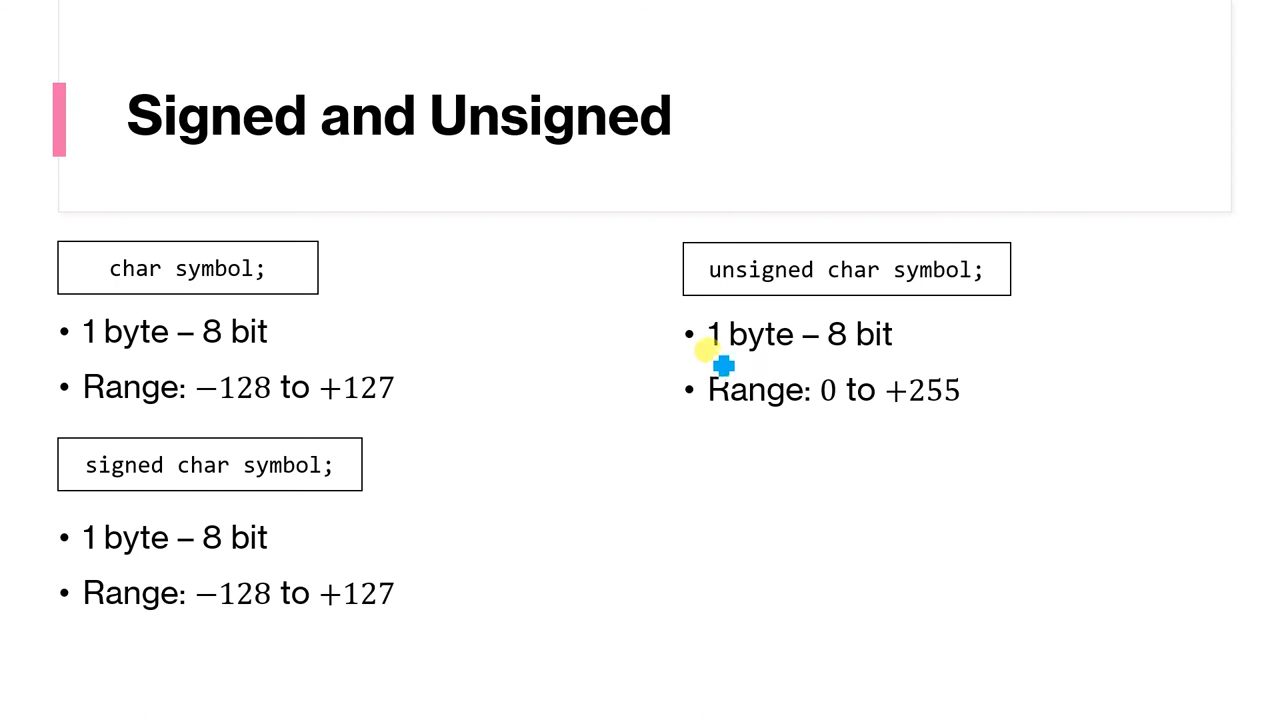 Signed and Unsigned
char symbol;
• 1 byte – 8 bit
• Range: −128 to +127
signed char symbol;
• 1 byte – 8 bit
• Range: −128 to +127
unsigned char symbol;
• 1 byte – 8 bit
• Range: 0 to +255